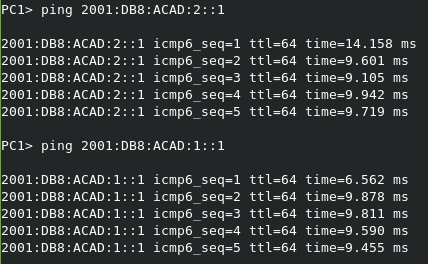 PC1> ping 2001:DB8:ACAD:2::1
2001:DB8:ACAD:2::1 icmp6_seq=1 ttl=64 time=14.158 ms
2001:DB8:ACAD:2::1 icmp6_seq=2 ttl=64 time=9.601 ms
2001:DB8:ACAD:2::1 icmp6_seq=3 ttl=64 time=9.105 ms
2001:DB8:ACAD:2::1 icmp6_seq=4 ttl=64 time=9.942 ms
2001:DB8:ACAD:2::1 icmp6_seq=5 ttl=64 time=9.719 ms
PC1> ping 2001:DB8:ACAD:1::1
2001:DB8:ACAD:1::1 icmp6_seq=1 ttl=64 time=6.562 ms
2001:DB8:ACAD:1::1 icmp6_seq=2 ttl=64 time=9.878 ms
2001:DB8:ACAD:1::1 icmp6_seq=3 ttl=64 time=9.811 ms
2001:DB8:ACAD:1::1 icmp6_seq=4 ttl=64 time=9.590 ms
2001:DB8:ACAD:1::1 icmp6_seq=5 ttl=64 time=9.455 ms